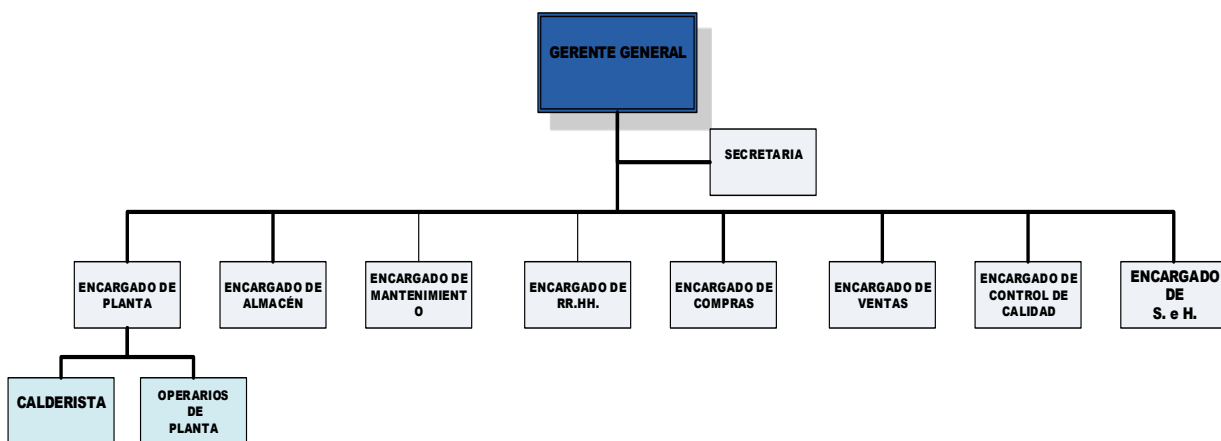 GERENTE GENERAL
SECRETARIA
ENCARGADO DE
PLANTA
ENCARGADO DE
ALMACÉN
ENCARGADO DE
MANTENIMIENT
O
ENCARGADO DE
RR.HH.
ENCARGADO DE
COMPRAS
ENCARGADO DE
VENTAS
ENCARGADO DE
CONTROL DE
CALIDAD
ENCARGADO
DE
S. e H.
CALDERISTA
OPERARIOS
DE
PLANTA